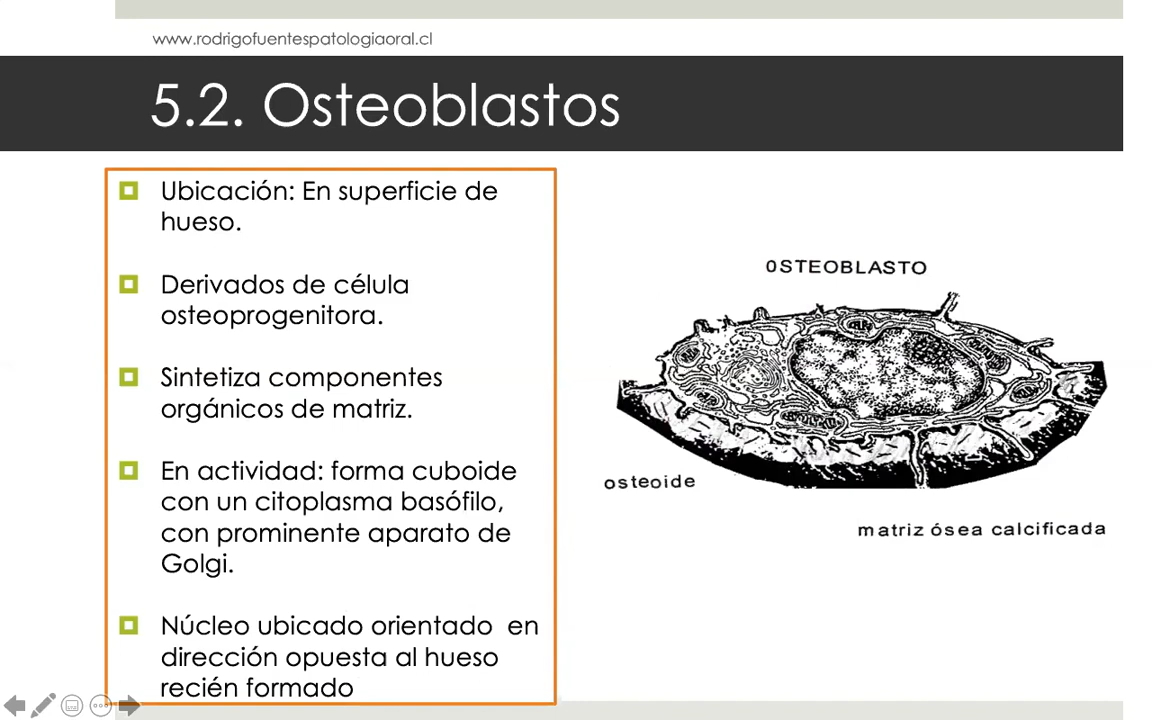 www.rodrigofuentespatologiaoral.cl
5.2. Osteoblastos
Ubicación: En superficie de
hueso.
Derivados de célula
osteoprogenitora.
Sintetiza componentes
orgánicos de matriz.
En actividad: forma cuboide
con un citoplasma basófilo,
con prominente aparato de
Golgi.
Núcleo ubicado orientado en
dirección opuesta al hueso
recién formado
OSTEOBLASTO
osteoide
matriz ósea calcificada